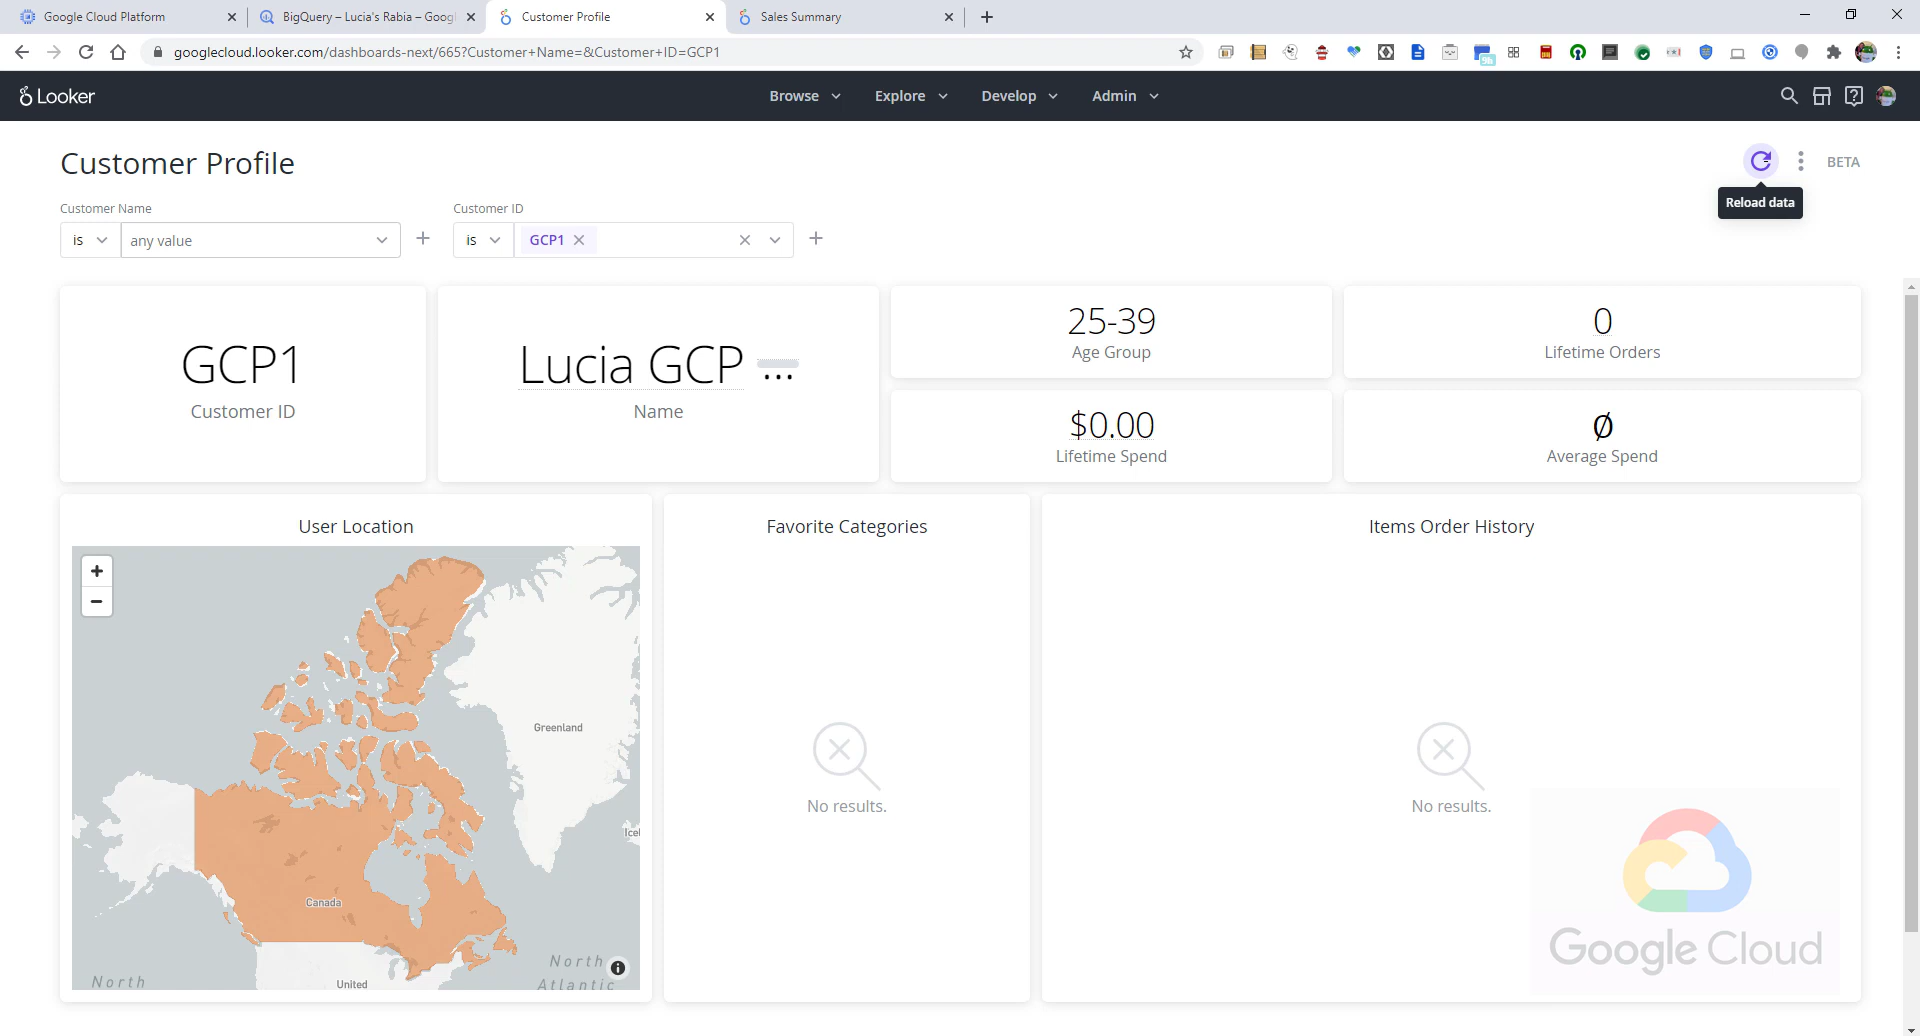 Google Cloud Platform
BigQuery – Lucia's Rabia – Googl
Customer Profile
Sales Summary
googlecloud.looker.com/dashboards-next/665?Customer+Name=&Customer+ID=GCP1
9h
Looker
Browse
Explore
Develop
Admin
Customer Profile
BETA
Reload data
Customer Name
Customer ID
is
any value
is
GCP1
GCP1
Customer ID
Lucia GCP ...
Name
25-39
Age Group
0
Lifetime Orders
$0.00
Lifetime Spend
Ø
Average Spend
User Location
Favorite Categories
Items Order History
Greenland
Icel
Canada
North
United
North
Atlantic
No results.
No results.
Google Cloud